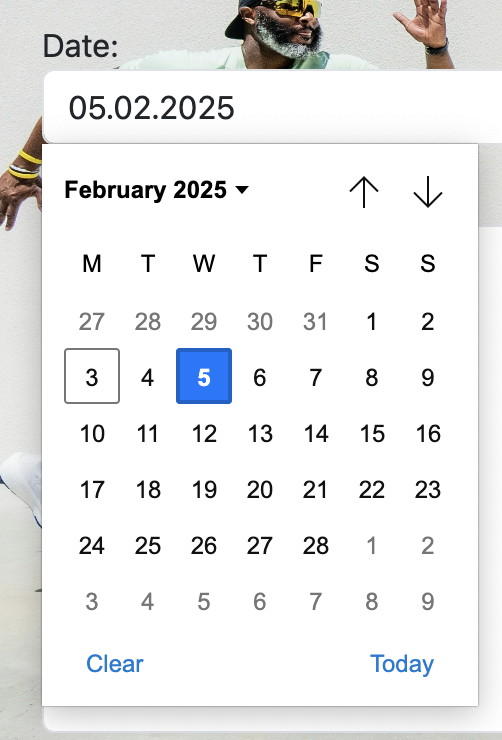 Date:
05.02.2025
February 2025
M T W T F S S
27 28 29 30 31 1 2
3 4 5 6 7 8 9
10 11 12 13 14 15 16
17 18 19 20 21 22 23
24 25 26 27 28 1 2
3 4 5 6 7 8 9
Clear Today